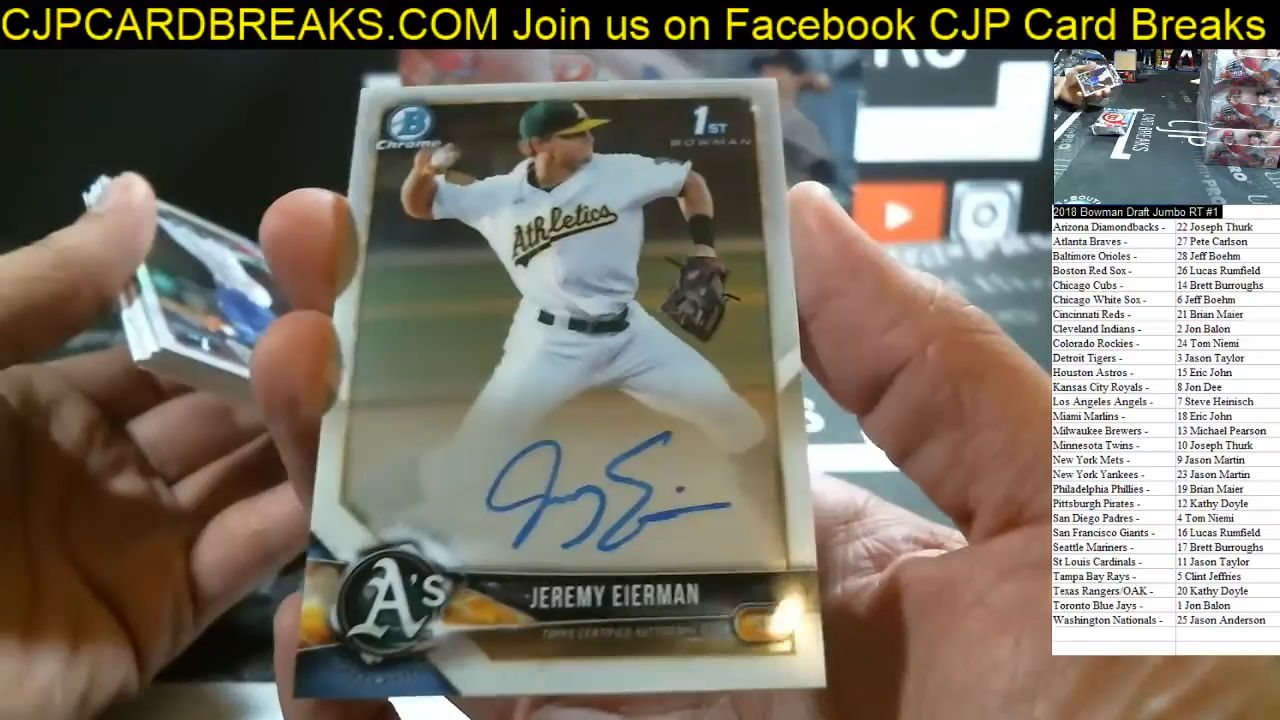 CJPCARDBREAKS.COM Join us on Facebook CJP Card Breaks
B
Chrome
1ST
BOWMAN
Athletics
A's
JEREMY EIERMAN
TOPPS CERTIFIED AUTOGRAPH
CARD BREAKS
CJP
2018 Bowman Draft Jumbo RT #1
Arizona Diamondbacks - 22 Joseph Thurk
Atlanta Braves - 27 Pete Carlson
Baltimore Orioles - 28 Jeff Boehm
Boston Red Sox - 26 Lucas Rumfield
Chicago Cubs - 14 Brett Burroughs
Chicago White Sox - 6 Jeff Boehm
Cincinnati Reds - 21 Brian Maier
Cleveland Indians - 2 Jon Balon
Colorado Rockies - 24 Tom Niemi
Detroit Tigers - 3 Jason Taylor
Houston Astros - 15 Eric John
Kansas City Royals - 8 Jon Dee
Los Angeles Angels - 7 Steve Heinisch
Miami Marlins - 18 Eric John
Milwaukee Brewers - 13 Michael Pearson
Minnesota Twins - 10 Joseph Thurk
New York Mets - 9 Jason Martin
New York Yankees - 23 Jason Martin
Philadelphia Phillies - 19 Brian Maier
Pittsburgh Pirates - 12 Kathy Doyle
San Diego Padres - 4 Tom Niemi
San Francisco Giants - 16 Lucas Rumfield
Seattle Mariners - 17 Brett Burroughs
St Louis Cardinals - 11 Jason Taylor
Tampa Bay Rays - 5 Clint Jeffries
Texas Rangers/OAK - 20 Kathy Doyle
Toronto Blue Jays - 1 Jon Balon
Washington Nationals - 25 Jason Anderson